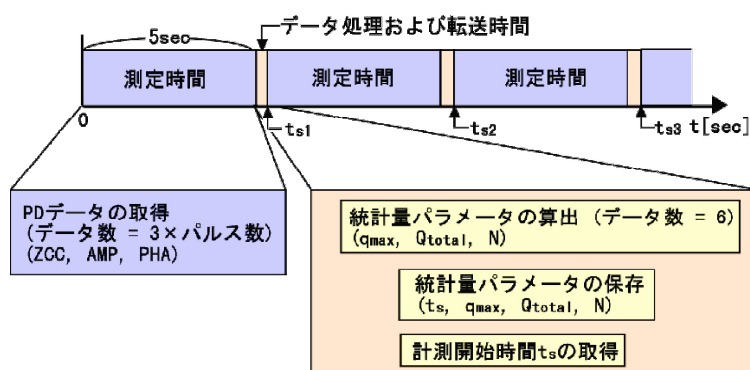 データ処理および転送時間
5sec
測定時間
測定時間
測定時間
0
ts1
ts2
ts3
t[sec]
PDデータの取得
(データ数 = 3×パルス数)
(ZCC, AMP, PHA)
統計量パラメータの算出 (データ数 = 6)
(qmax, Qtotal, N)
統計量パラメータの保存
(ts, qmax, Qtotal, N)
計測開始時間tsの取得